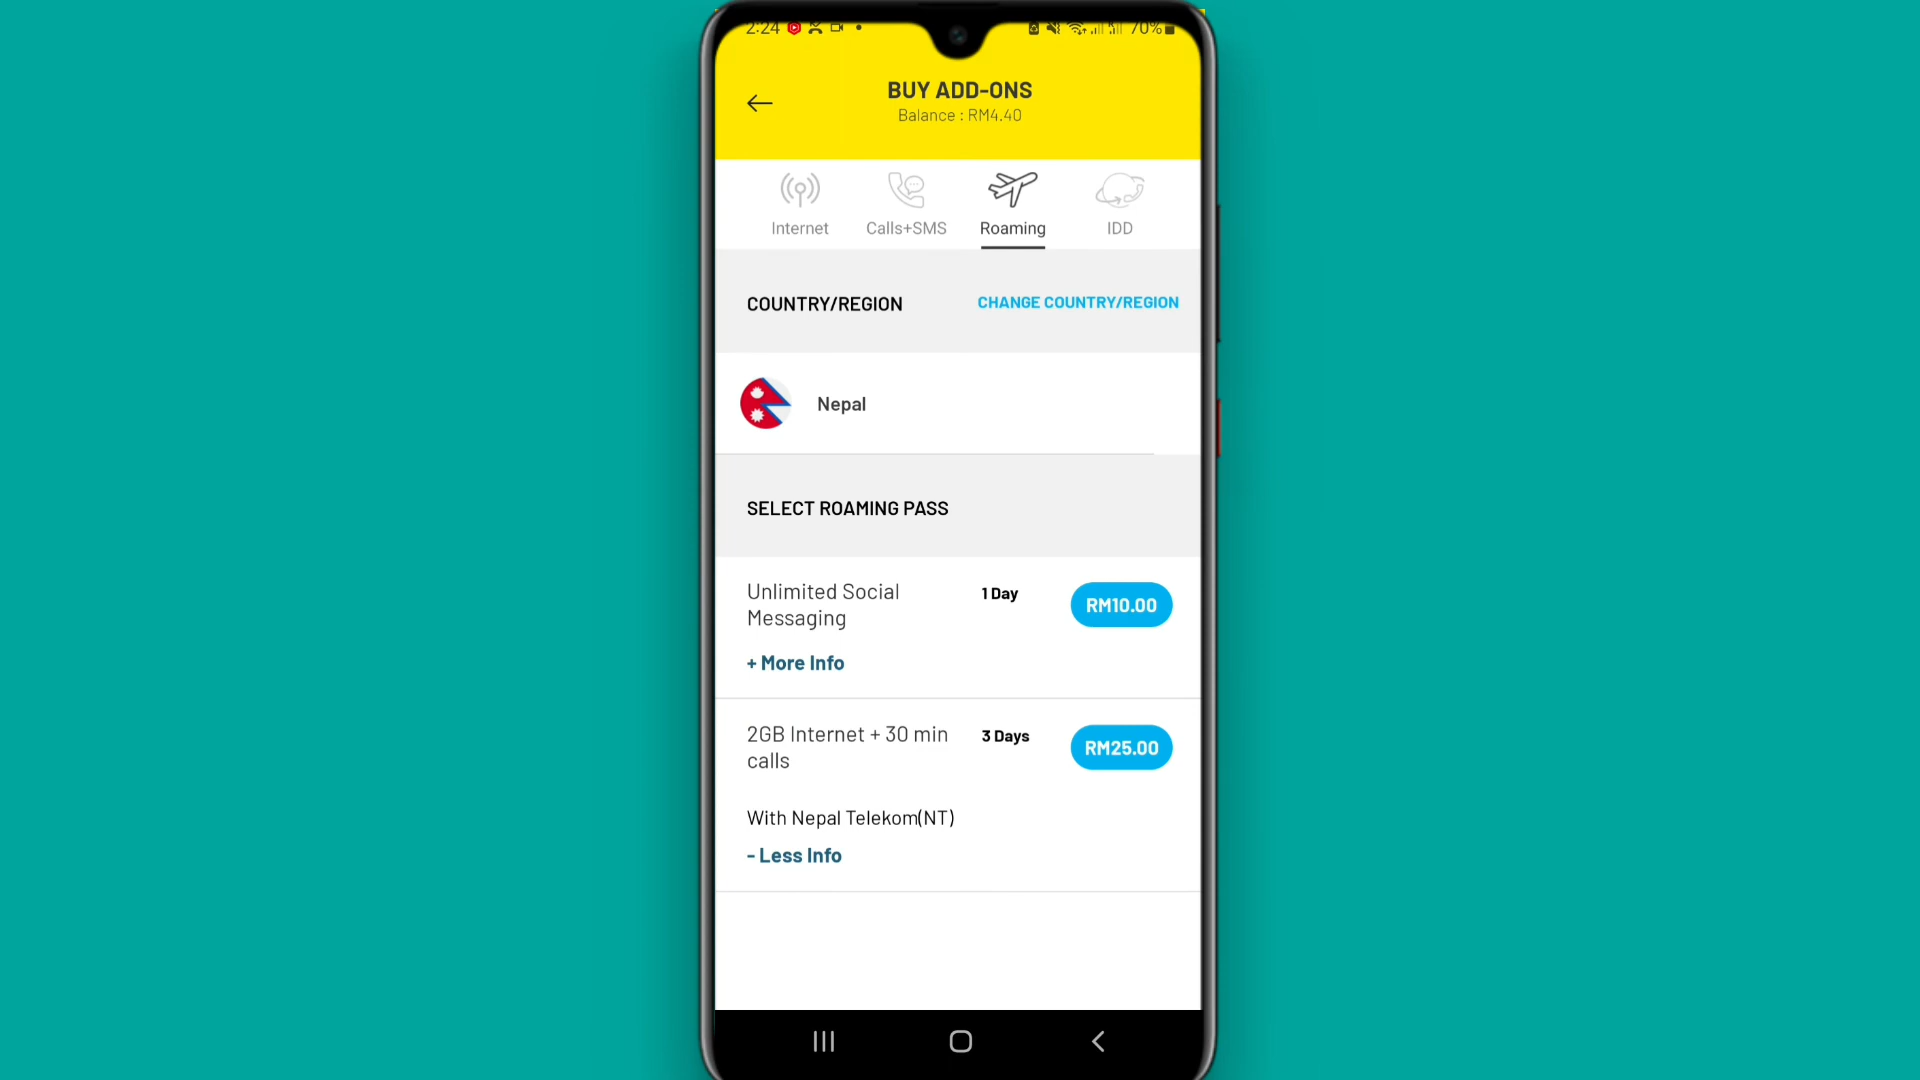 2:24
70%
BUY ADD-ONS
Balance : RM4.40
Internet
Calls+SMS
Roaming
IDD
COUNTRY/REGION
CHANGE COUNTRY/REGION
Nepal
SELECT ROAMING PASS
Unlimited Social
Messaging
1 Day
RM10.00
+ More Info
2GB Internet + 30 min
calls
3 Days
RM25.00
With Nepal Telekom(NT)
- Less Info